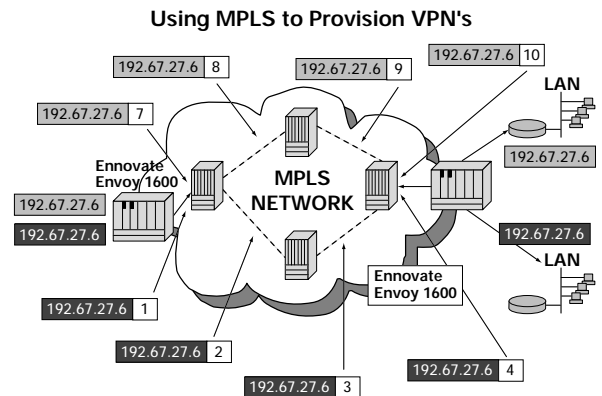 Using MPLS to Provision VPN's
192.67.27.6 8
192.67.27.6 9
192.67.27.6 10
192.67.27.6 7
LAN
192.67.27.6
Ennovate
Envoy 1600
MPLS
NETWORK
192.67.27.6
192.67.27.6
192.67.27.6
LAN
Ennovate
Envoy 1600
192.67.27.6 1
192.67.27.6 2
192.67.27.6 3
192.67.27.6 4